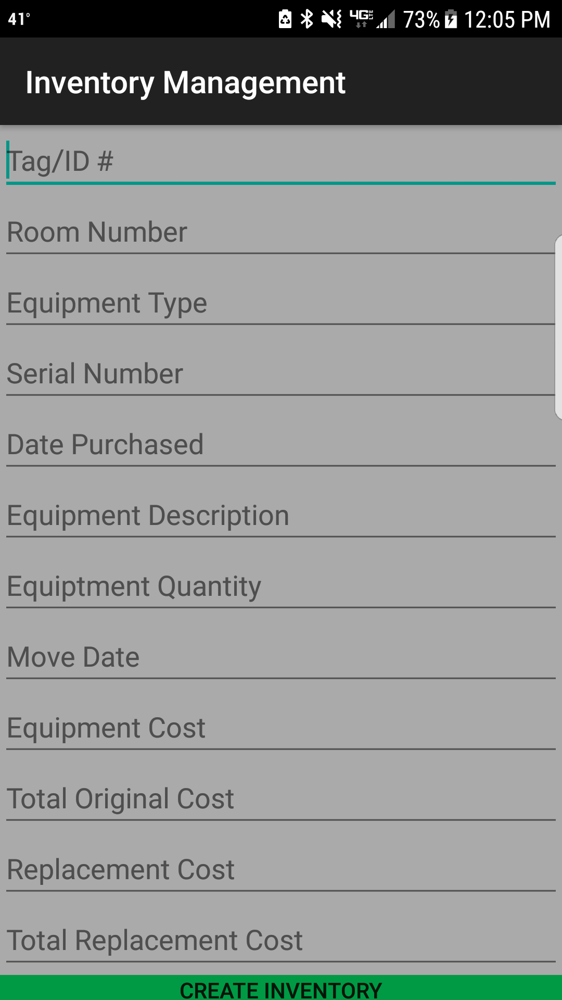 41° 4G LTE 73% 12:05 PM
Inventory Management
Tag/ID #
Room Number
Equipment Type
Serial Number
Date Purchased
Equipment Description
Equiptment Quantity
Move Date
Equipment Cost
Total Original Cost
Replacement Cost
Total Replacement Cost
CREATE INVENTORY